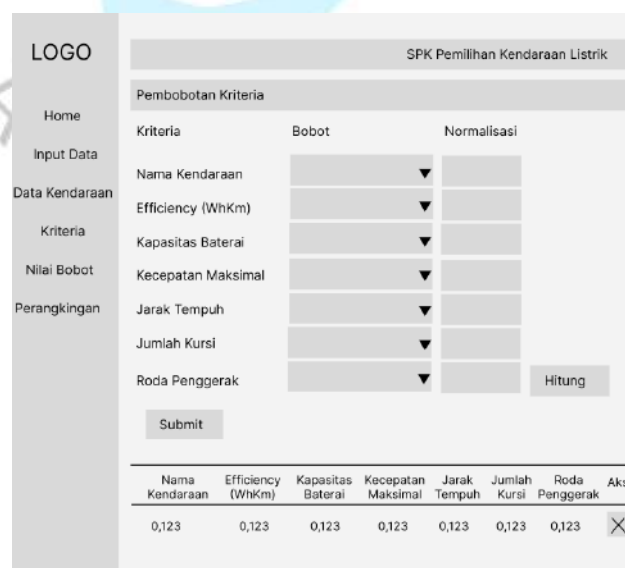 LOGO
SPK Pemilihan Kendaraan Listrik
Pembobotan Kriteria
Home
Input Data
Data Kendaraan
Kriteria
Nilai Bobot
Perangkingan
Kriteria Bobot Normalisasi
Nama Kendaraan
Efficiency (WhKm)
Kapasitas Baterai
Kecepatan Maksimal
Jarak Tempuh
Jumlah Kursi
Roda Penggerak
Hitung
Submit
Nama Efficiency Kapasitas Kecepatan Jarak Jumlah Roda
Kendaraan (WhKm) Baterai Maksimal Tempuh Kursi Penggerak
0,123 0,123 0,123 0,123 0,123 0,123 0,123